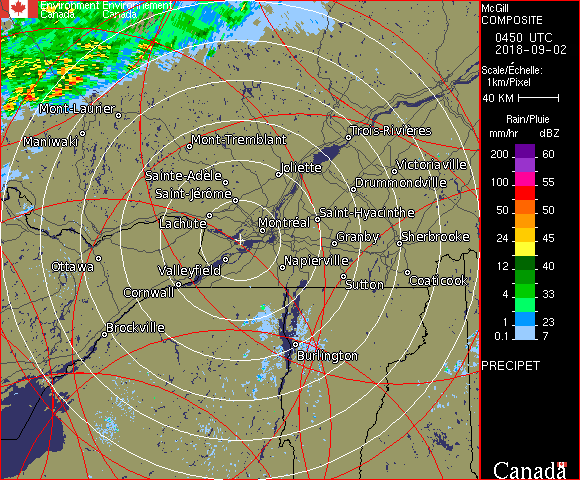 Environment Environnement
Canada Canada
Mont-Laurier
Maniwaki
Mont-Tremblant
Trois-Rivières
Sainte-Adèle
Joliette
Victoriaville
Saint-Jérôme
Drummondville
Lachute
Montréal
Saint-Hyacinthe
Granby
Sherbrooke
Ottawa
Valleyfield
Napierville
Cornwall
Sutton
Coaticook
Brockville
Burlington
McGill
COMPOSITE
0450 UTC
2018-09-02
Scale/Échelle:
1km/Pixel
40 KM
Rain/Pluie
mm/hr dBZ
200 60
100 55
50 50
24 45
12 40
4 33
1 23
0.1 7
PRECIPET
Canada